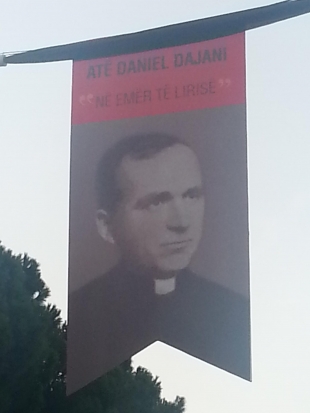 ATË DANIEL DAJANI
"NË EMËR TË LIRISË"